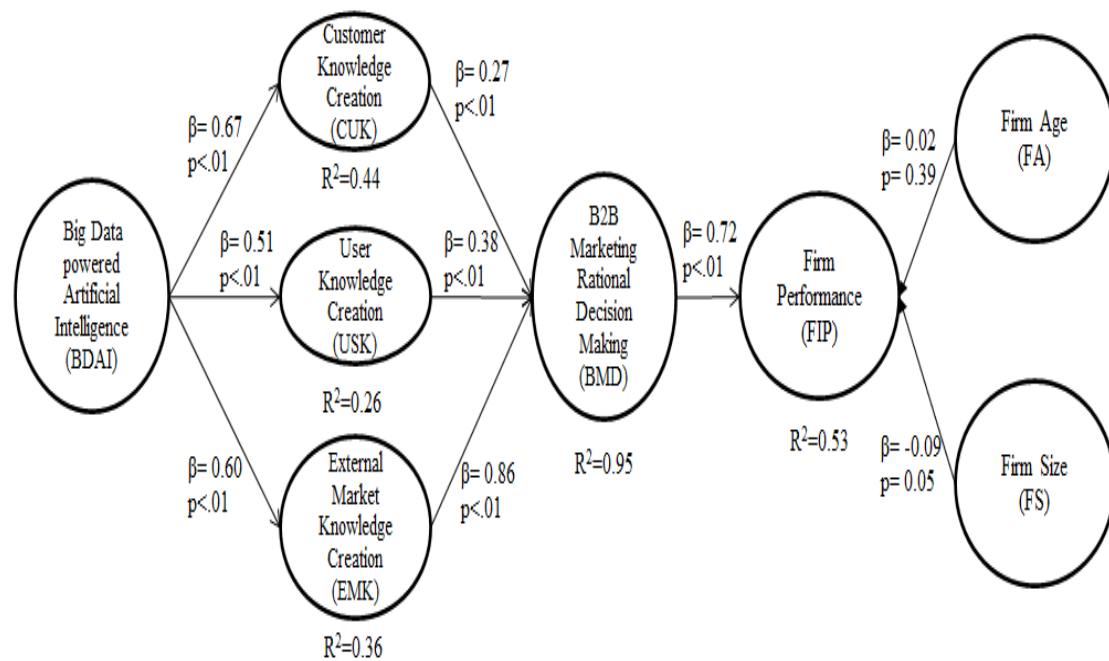 Big Data
powered
Artificial
Intelligence
(BDAI)
β= 0.67
p<.01
β= 0.51
p<.01
β= 0.60
p<.01
Customer
Knowledge
Creation
(CUK)
R²=0.44
User
Knowledge
Creation
(USK)
R²=0.26
External
Market
Knowledge
Creation
(EMK)
R²=0.36
β= 0.27
p<.01
β= 0.38
p<.01
β= 0.86
p<.01
B2B
Marketing
Rational
Decision
Making
(BMD)
R²=0.95
β= 0.72
p<.01
Firm
Performance
(FIP)
R²=0.53
β= 0.02
p= 0.39
β= -0.09
p= 0.05
Firm Age
(FA)
Firm Size
(FS)